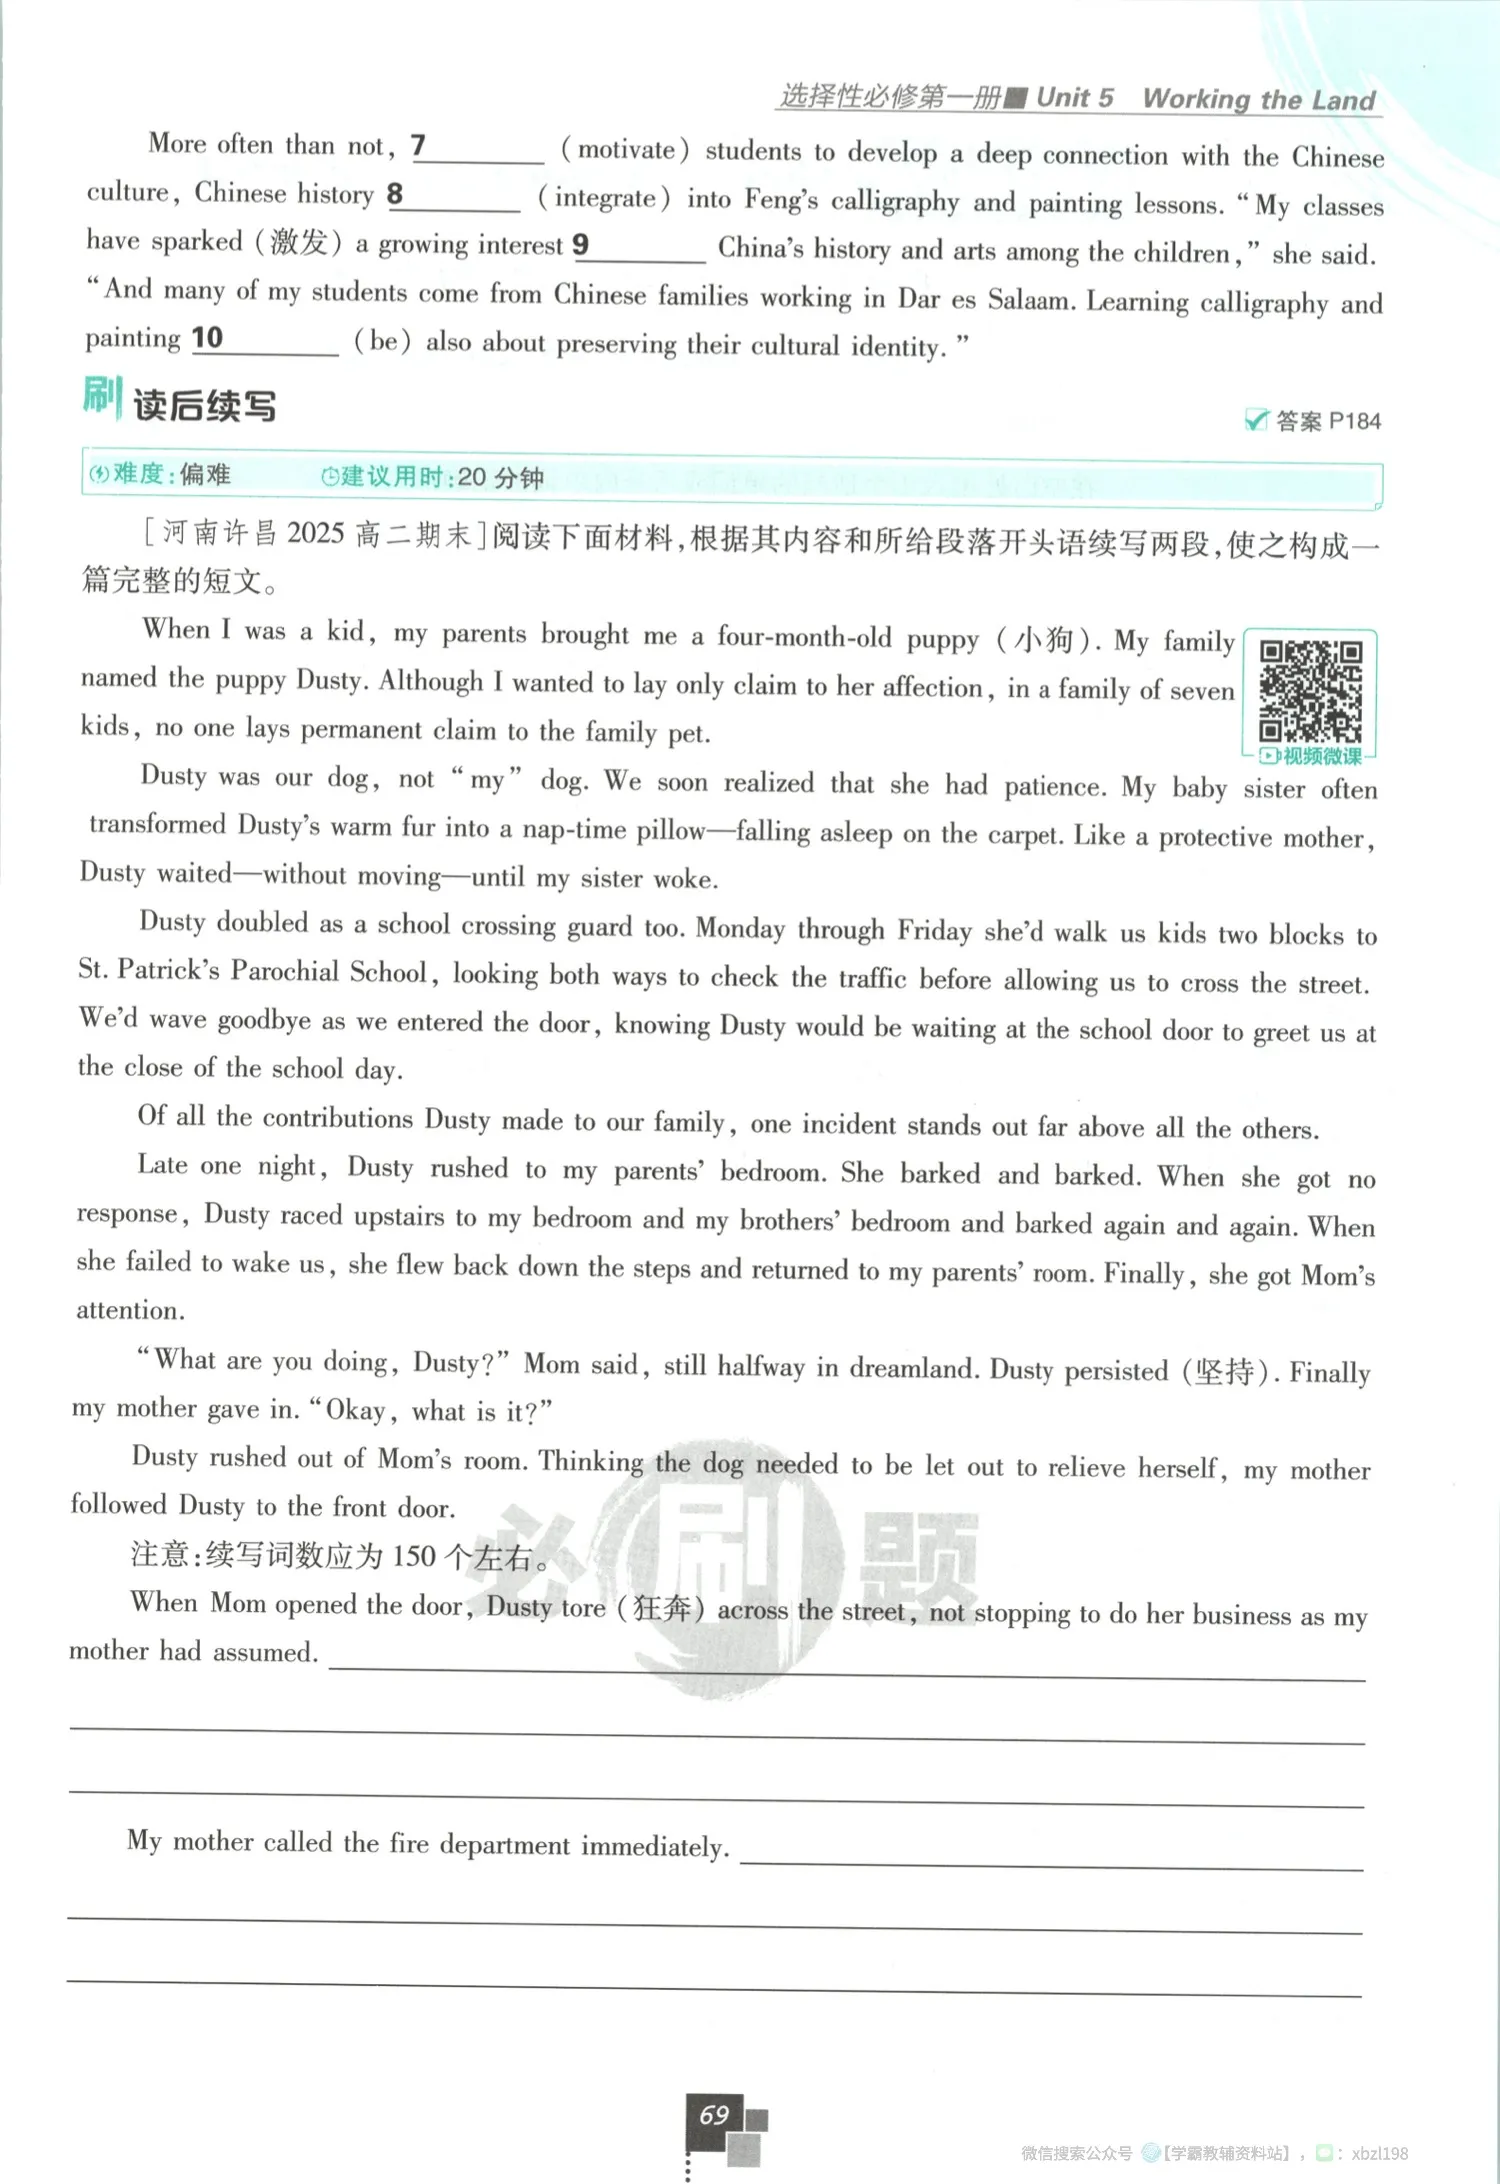 选择性必修第一册■ Unit 5 Working the Land
More often than not, 7________ (motivate) students to develop a deep connection with the Chinese
culture, Chinese history 8________ (integrate) into Feng's calligraphy and painting lessons. “My classes
have sparked (激发) a growing interest 9________ China's history and arts among the children,” she said.
“And many of my students come from Chinese families working in Dar es Salaam. Learning calligraphy and
painting 10________ (be) also about preserving their cultural identity.”
刷 读后续写
答案 P184
难度:偏难 建议用时:20 分钟
[河南许昌 2025 高二期末]阅读下面材料,根据其内容和所给段落开头语续写两段,使之构成一
篇完整的短文。
When I was a kid, my parents brought me a four-month-old puppy (小狗). My family
named the puppy Dusty. Although I wanted to lay only claim to her affection, in a family of seven
kids, no one lays permanent claim to the family pet.
视频微课
Dusty was our dog, not “my” dog. We soon realized that she had patience. My baby sister often
transformed Dusty's warm fur into a nap-time pillow—falling asleep on the carpet. Like a protective mother,
Dusty waited—without moving—until my sister woke.
Dusty doubled as a school crossing guard too. Monday through Friday she'd walk us kids two blocks to
St. Patrick's Parochial School, looking both ways to check the traffic before allowing us to cross the street.
We'd wave goodbye as we entered the door, knowing Dusty would be waiting at the school door to greet us at
the close of the school day.
Of all the contributions Dusty made to our family, one incident stands out far above all the others.
Late one night, Dusty rushed to my parents' bedroom. She barked and barked. When she got no
response, Dusty raced upstairs to my bedroom and my brothers' bedroom and barked again and again. When
she failed to wake us, she flew back down the steps and returned to my parents' room. Finally, she got Mom's
attention.
“What are you doing, Dusty?” Mom said, still halfway in dreamland. Dusty persisted (坚持). Finally
my mother gave in. “Okay, what is it?”
Dusty rushed out of Mom's room. Thinking the dog needed to be let out to relieve herself, my mother
followed Dusty to the front door.
必刷题
注意:续写词数应为 150 个左右。
When Mom opened the door, Dusty tore (狂奔) across the street, not stopping to do her business as my
mother had assumed.
My mother called the fire department immediately.
69
微信搜索公众号【学霸教辅资料站】, : xbzl198